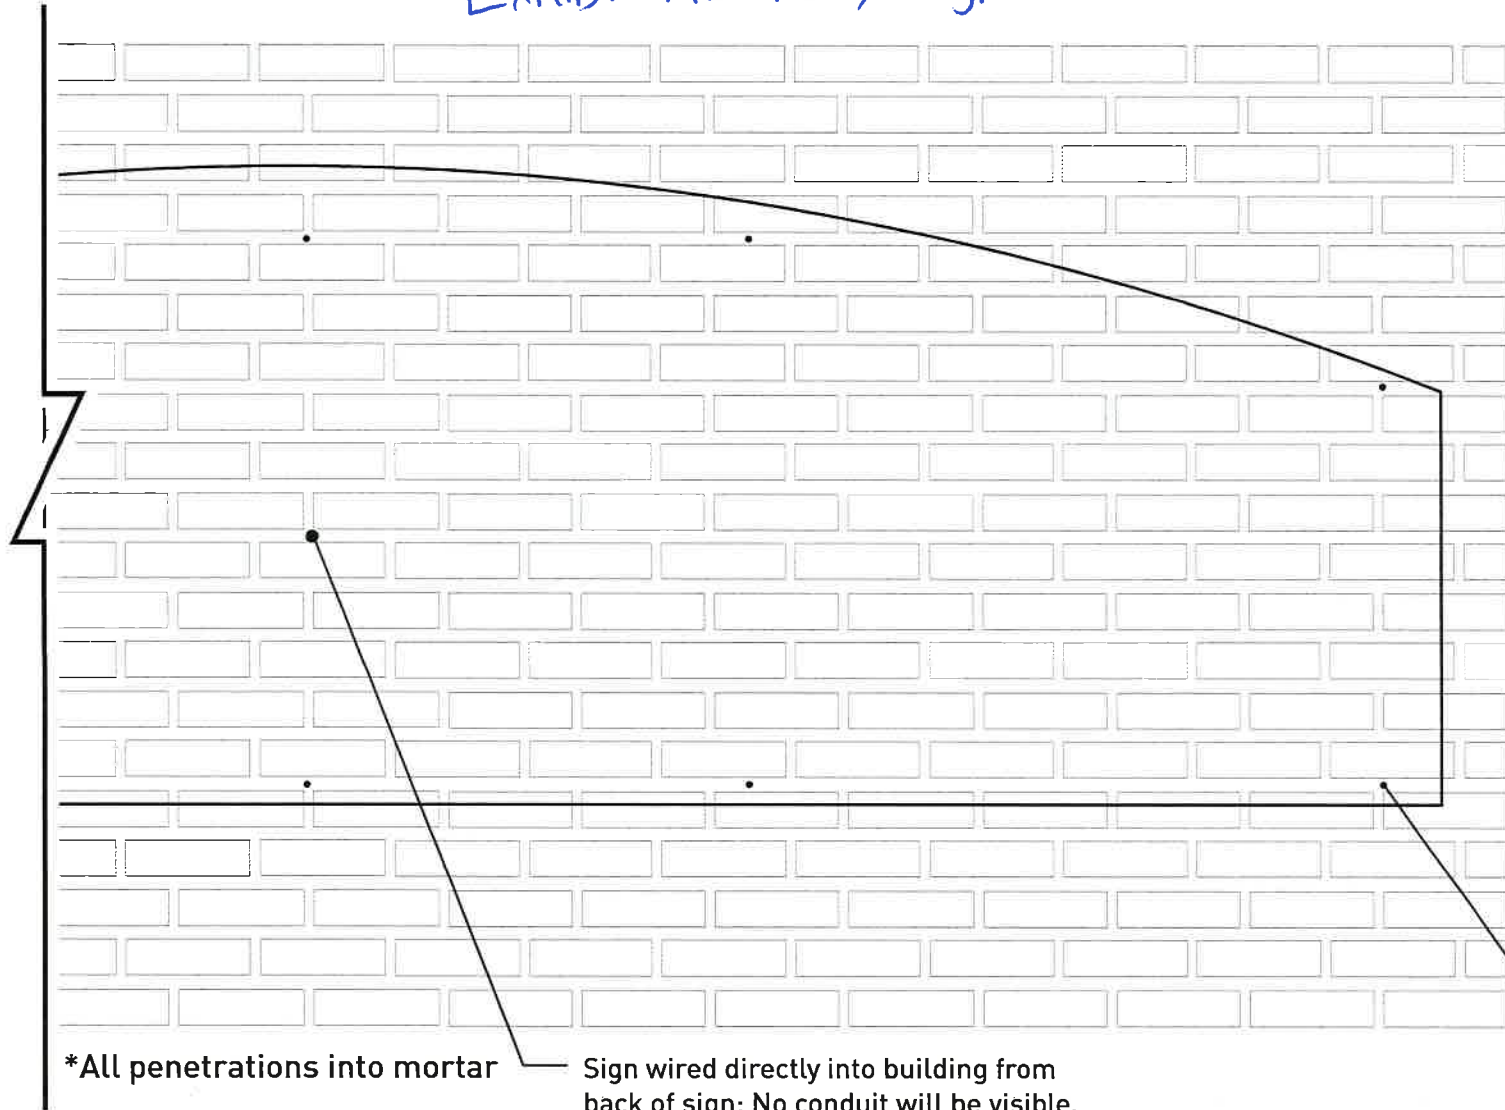 *All penetrations into mortar
Sign wired directly into building from
back of sign; No conduit will be visible.